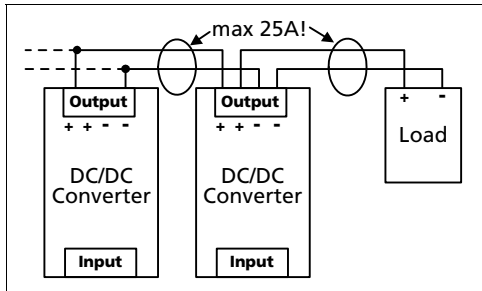 max 25A!
Output
+ + - -
DC/DC
Converter
Input
Output
+ + - -
DC/DC
Converter
Input
+ -
Load